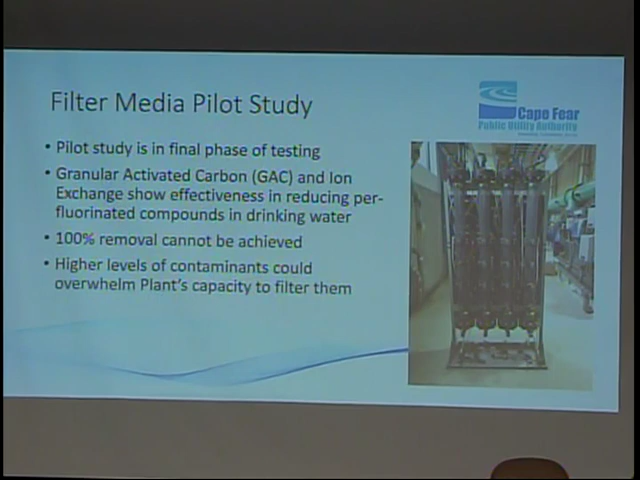 Filter Media Pilot Study
Cape Fear
Public Utility Authority
• Pilot study is in final phase of testing
• Granular Activated Carbon (GAC) and Ion
Exchange show effectiveness in reducing per-
fluorinated compounds in drinking water
• 100% removal cannot be achieved
• Higher levels of contaminants could
overwhelm Plant's capacity to filter them